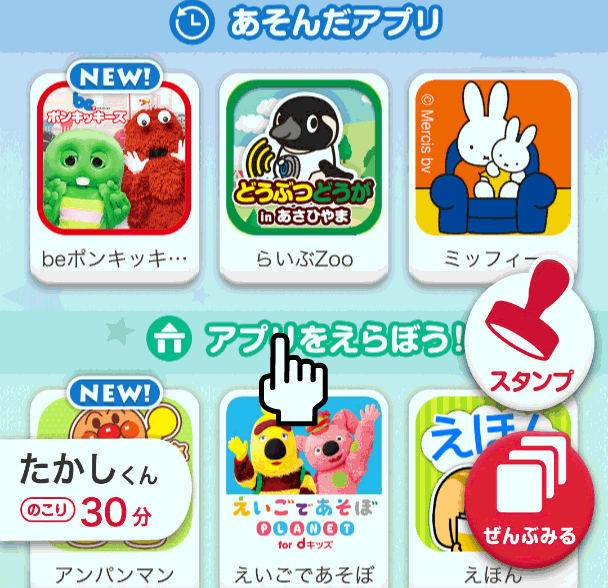 あそんだアプリ
NEW!
be
ポンキッキーズ
どうぶつどうが
in あさひやま
© Mercis bv
beポンキッキ…
らいぶZoo
ミッフィー
アプリをえらぼう!
スタンプ
NEW!
たかしくん
のこり 30分
えいごであそぼ
PLANET
for dキッズ
えほん
ぜんぶみる
アンパンマン
えいごであそぼ
えほん